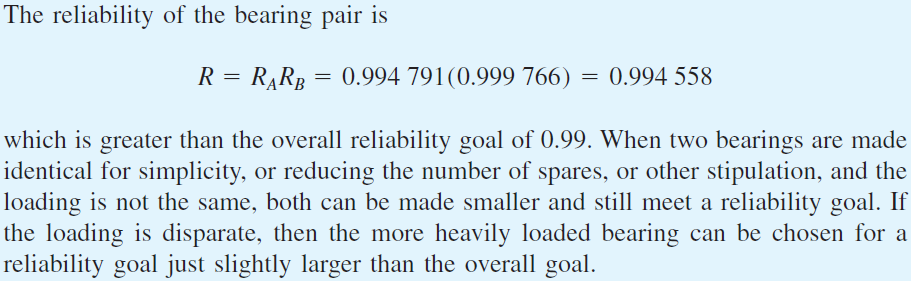 The reliability of the bearing pair is
R = R_A R_B = 0.994 791(0.999 766) = 0.994 558
which is greater than the overall reliability goal of 0.99. When two bearings are made
identical for simplicity, or reducing the number of spares, or other stipulation, and the
loading is not the same, both can be made smaller and still meet a reliability goal. If
the loading is disparate, then the more heavily loaded bearing can be chosen for a
reliability goal just slightly larger than the overall goal.